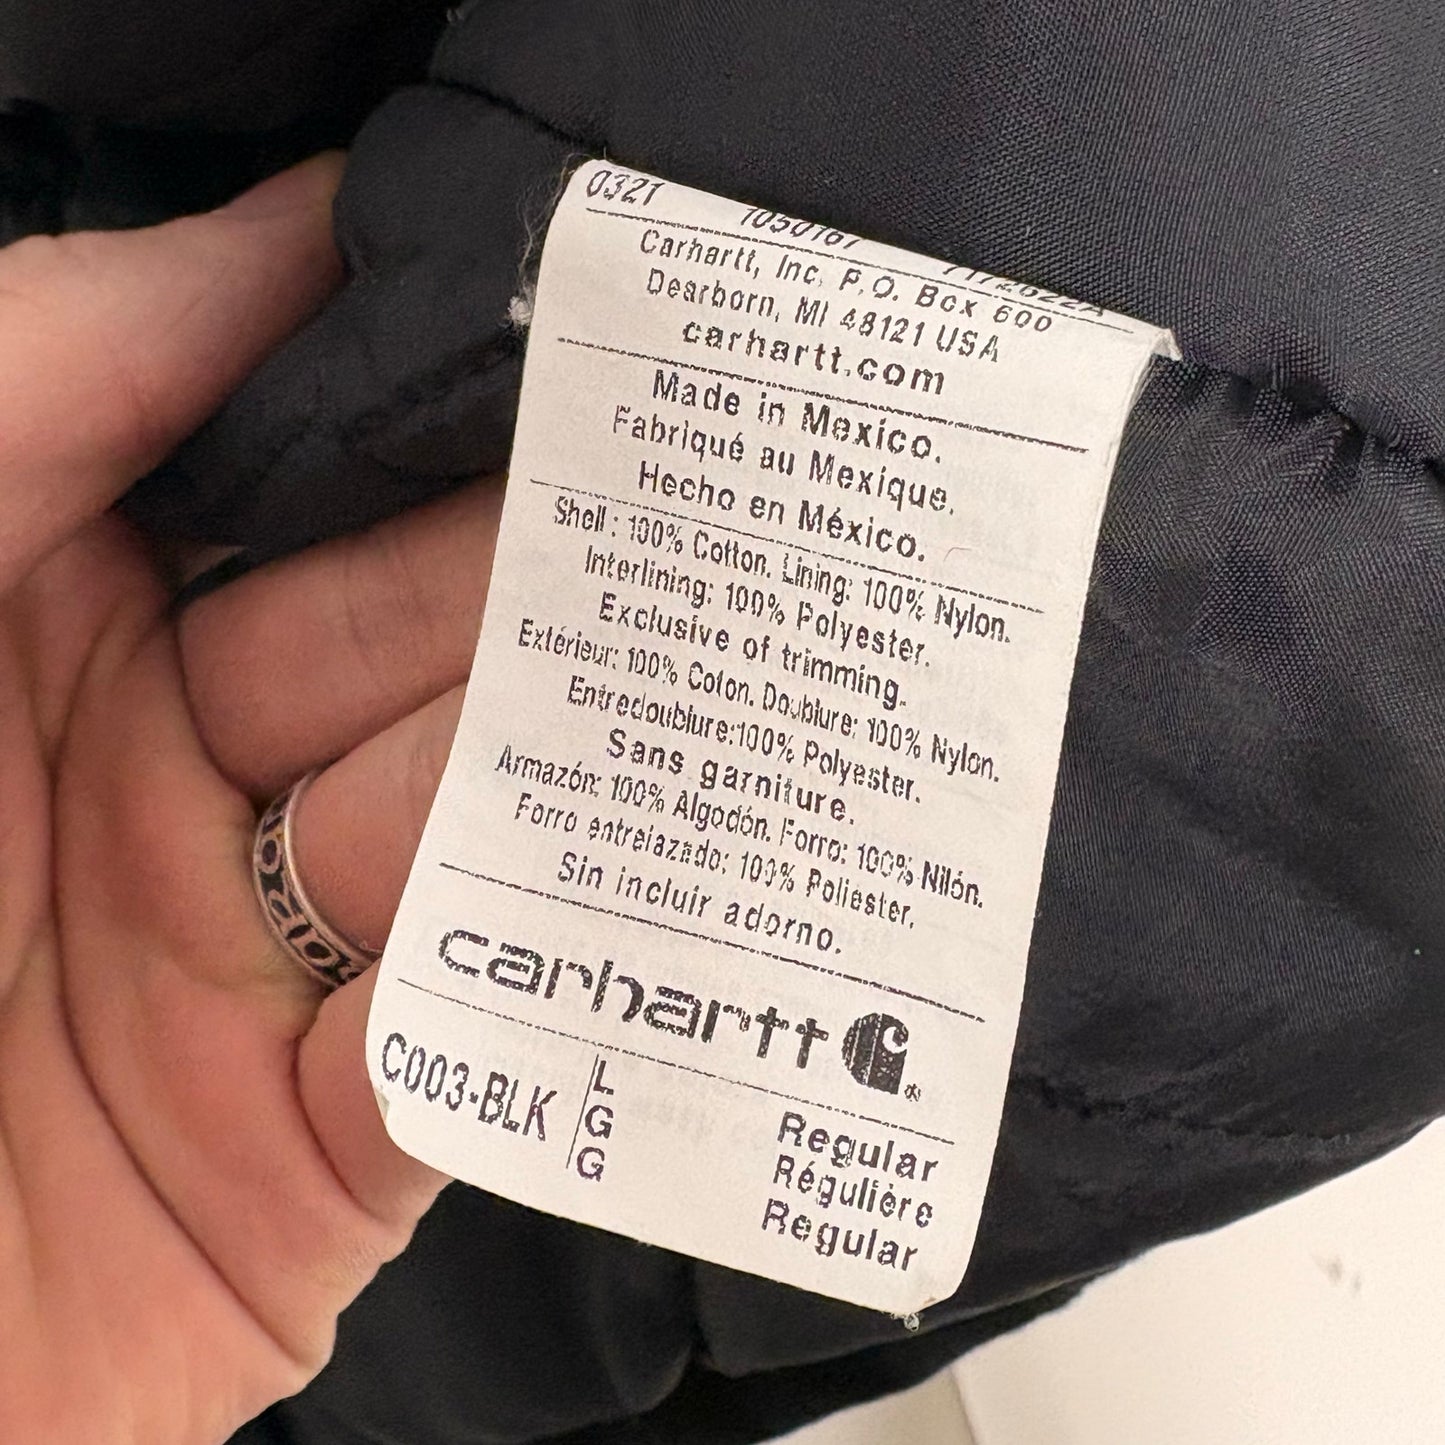 032T 1050167
Carhartt, Inc. P.O. Box 600
Dearborn, MI 48121 USA
carhartt.com
Made in Mexico.
Fabriqué au Mexique.
Hecho en México.
Shell: 100% Cotton. Lining: 100% Nylon.
Interlining: 100% Polyester.
Exclusive of trimming.
Extérieur: 100% Coton. Doublure: 100% Nylon.
Entredoublure:100% Polyester.
Sans garniture.
Armazón: 100% Algodón. Forro: 100% Nilón.
Forro entrelazado: 100% Poliester.
Sin incluir adorno.
carhartt
C003-BLK L Regular
G Régulière
G Regular